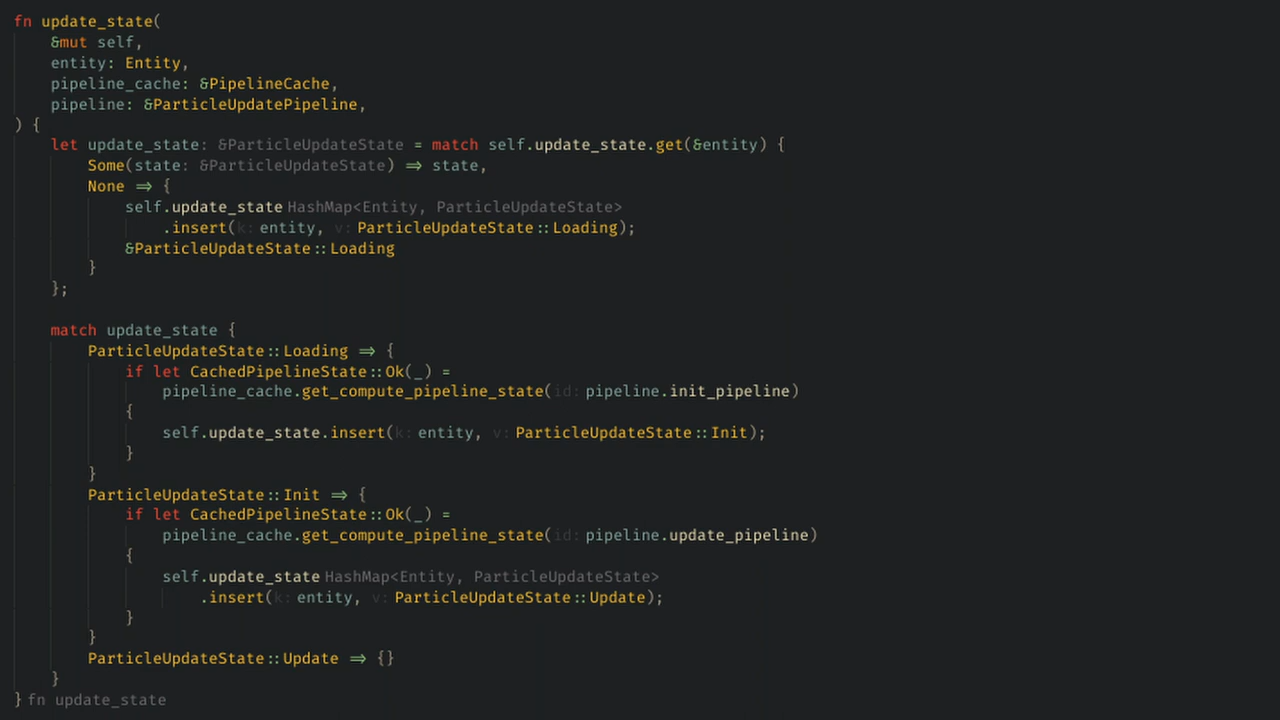 fn update_state(
    &mut self,
    entity: Entity,
    pipeline_cache: &PipelineCache,
    pipeline: &ParticleUpdatePipeline,
) {
    let update_state: &ParticleUpdateState = match self.update_state.get(&entity) {
        Some(state: &ParticleUpdateState) => state,
        None => {
            self.update_state HashMap<Entity, ParticleUpdateState>
                .insert(k: entity, v: ParticleUpdateState::Loading);
            &ParticleUpdateState::Loading
        }
    };

    match update_state {
        ParticleUpdateState::Loading => {
            if let CachedPipelineState::Ok(_) =
                pipeline_cache.get_compute_pipeline_state(id: pipeline.init_pipeline)
            {
                self.update_state.insert(k: entity, v: ParticleUpdateState::Init);
            }
        }
        ParticleUpdateState::Init => {
            if let CachedPipelineState::Ok(_) =
                pipeline_cache.get_compute_pipeline_state(id: pipeline.update_pipeline)
            {
                self.update_state HashMap<Entity, ParticleUpdateState>
                    .insert(k: entity, v: ParticleUpdateState::Update);
            }
        }
        ParticleUpdateState::Update => {}
    }
} fn update_state